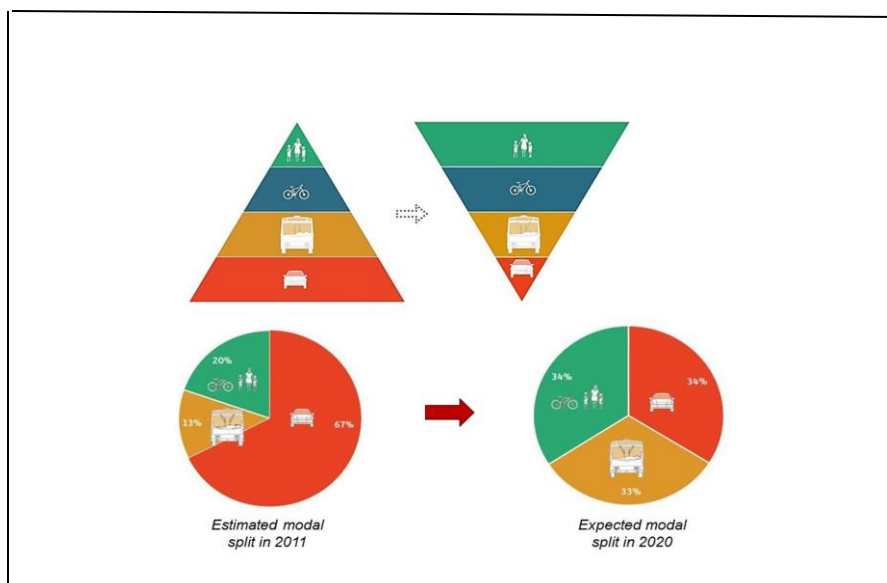 20%
13%
67%
34%
34%
33%
Estimated modal
split in 2011
Expected modal
split in 2020